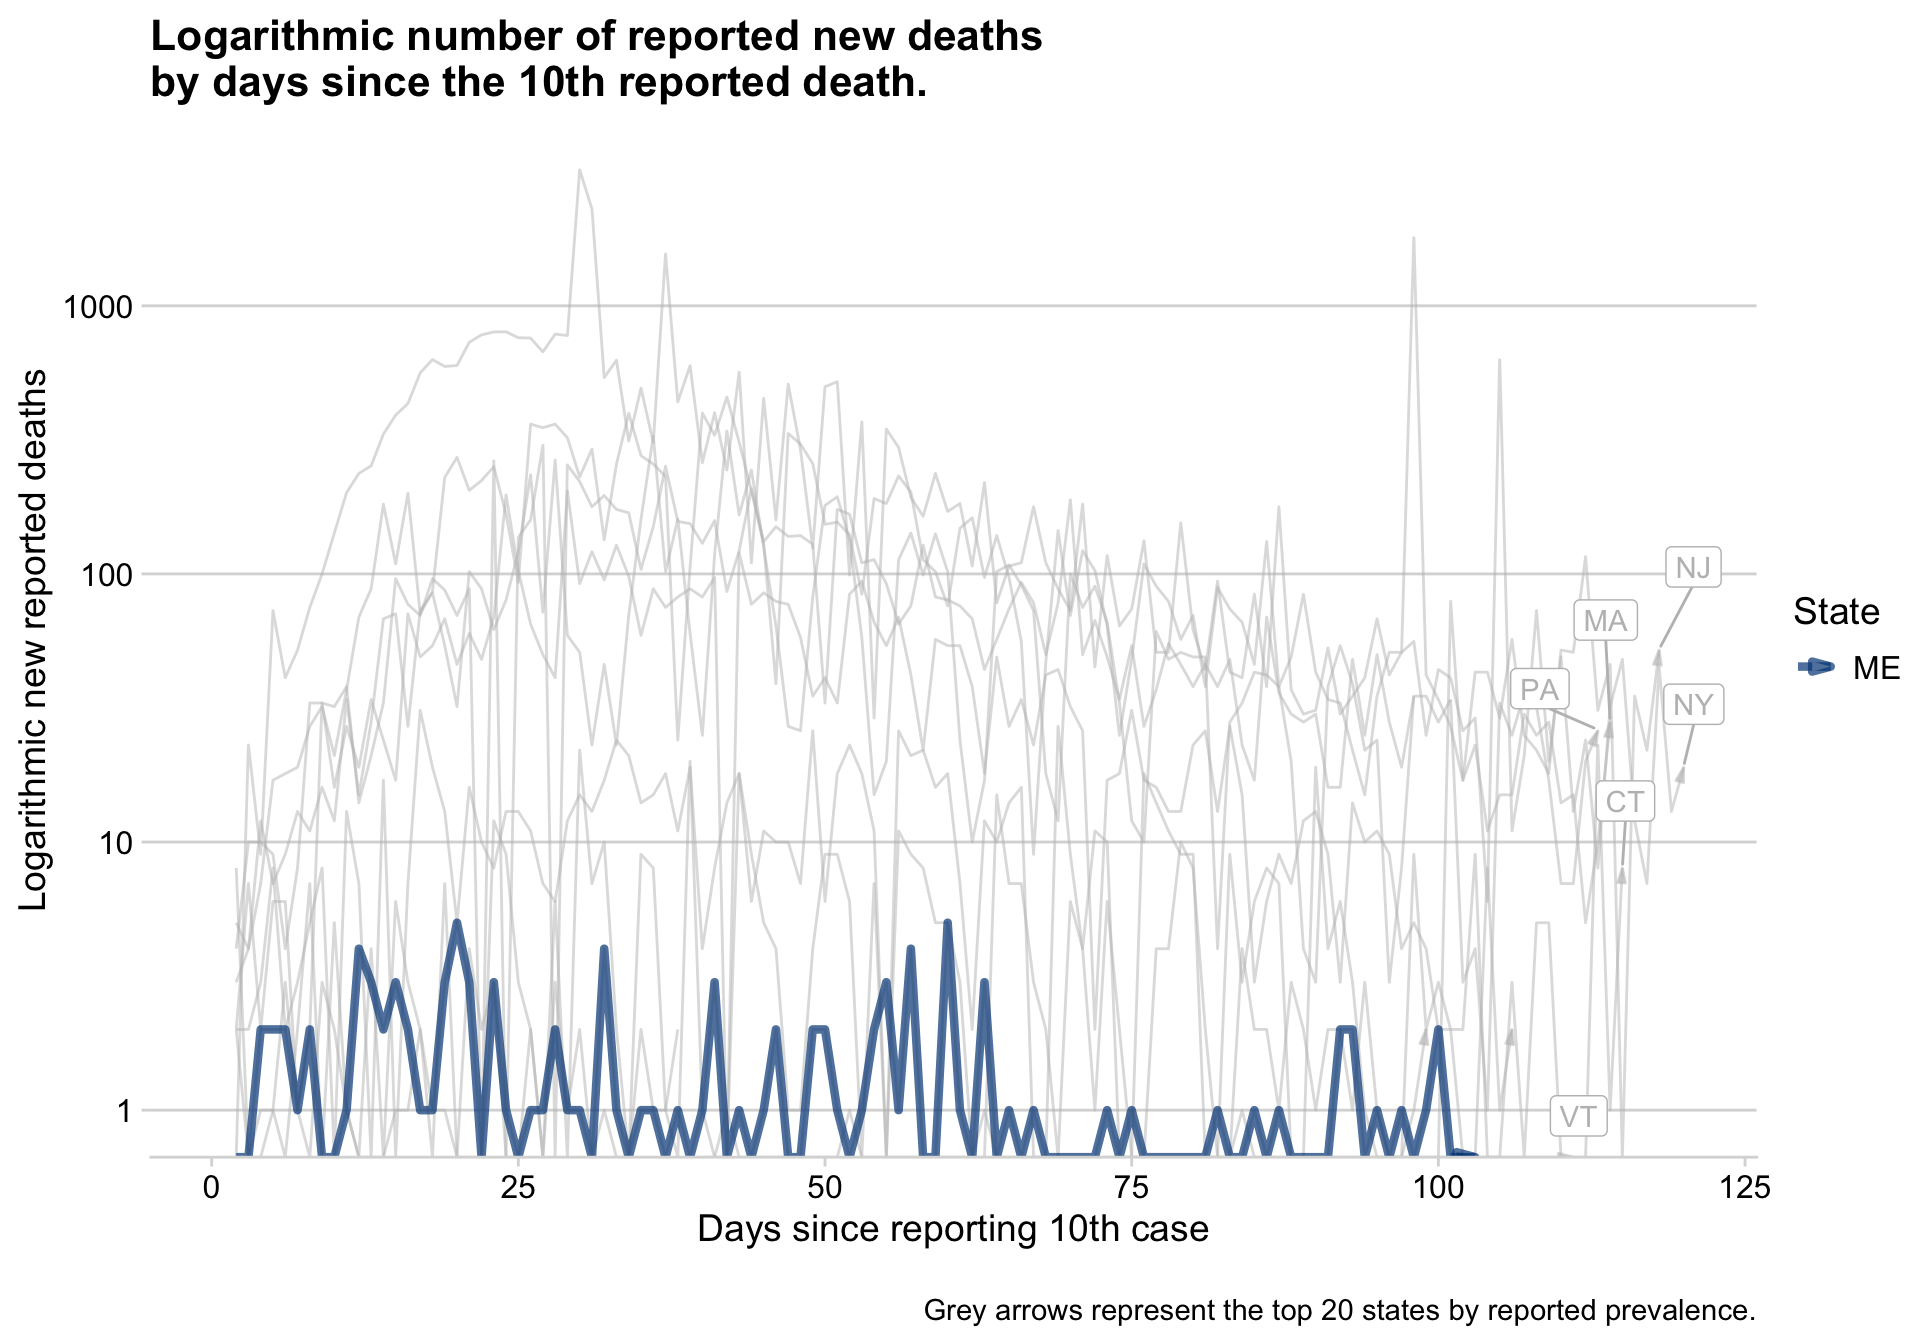 Logarithmic number of reported new deaths
by days since the 10th reported death.
Logarithmic new reported deaths
1000
100
10
1
NJ
MA
PA
NY
CT
VT
State
ME
0
25
50
75
100
125
Days since reporting 10th case
Grey arrows represent the top 20 states by reported prevalence.